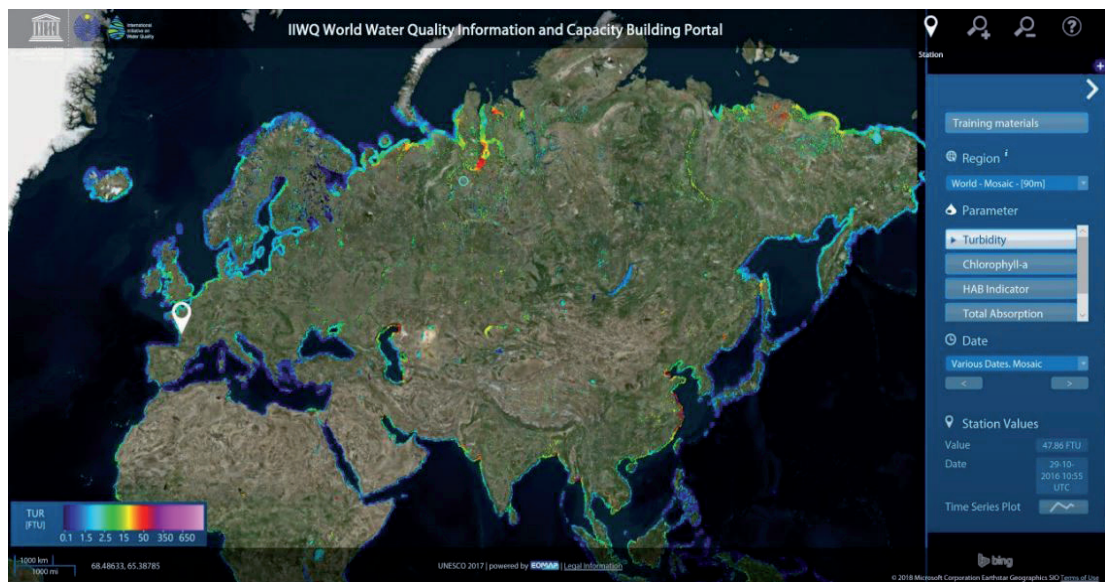 UNESCO
International
Initiative on
Water Quality
IIWQ World Water Quality Information and Capacity Building Portal
Station
Training materials
Region i
World - Mosaic - [90m]
Parameter
Turbidity
Chlorophyll-a
HAB Indicator
Total Absorption
Date
Various Dates. Mosaic
<
>
Station Values
Value
47.86 FTU
Date
29-10-
2016 10:55
UTC
Time Series Plot
TUR
[FTU]
0.1 1.5 2.5 15 50 350 650
1000 km
1000 mi
68.48633, 65.38785
UNESCO 2017 | powered by EOMAP | Legal Information
bing
© 2018 Microsoft Corporation Earthstar Geographics SIO Terms of Use